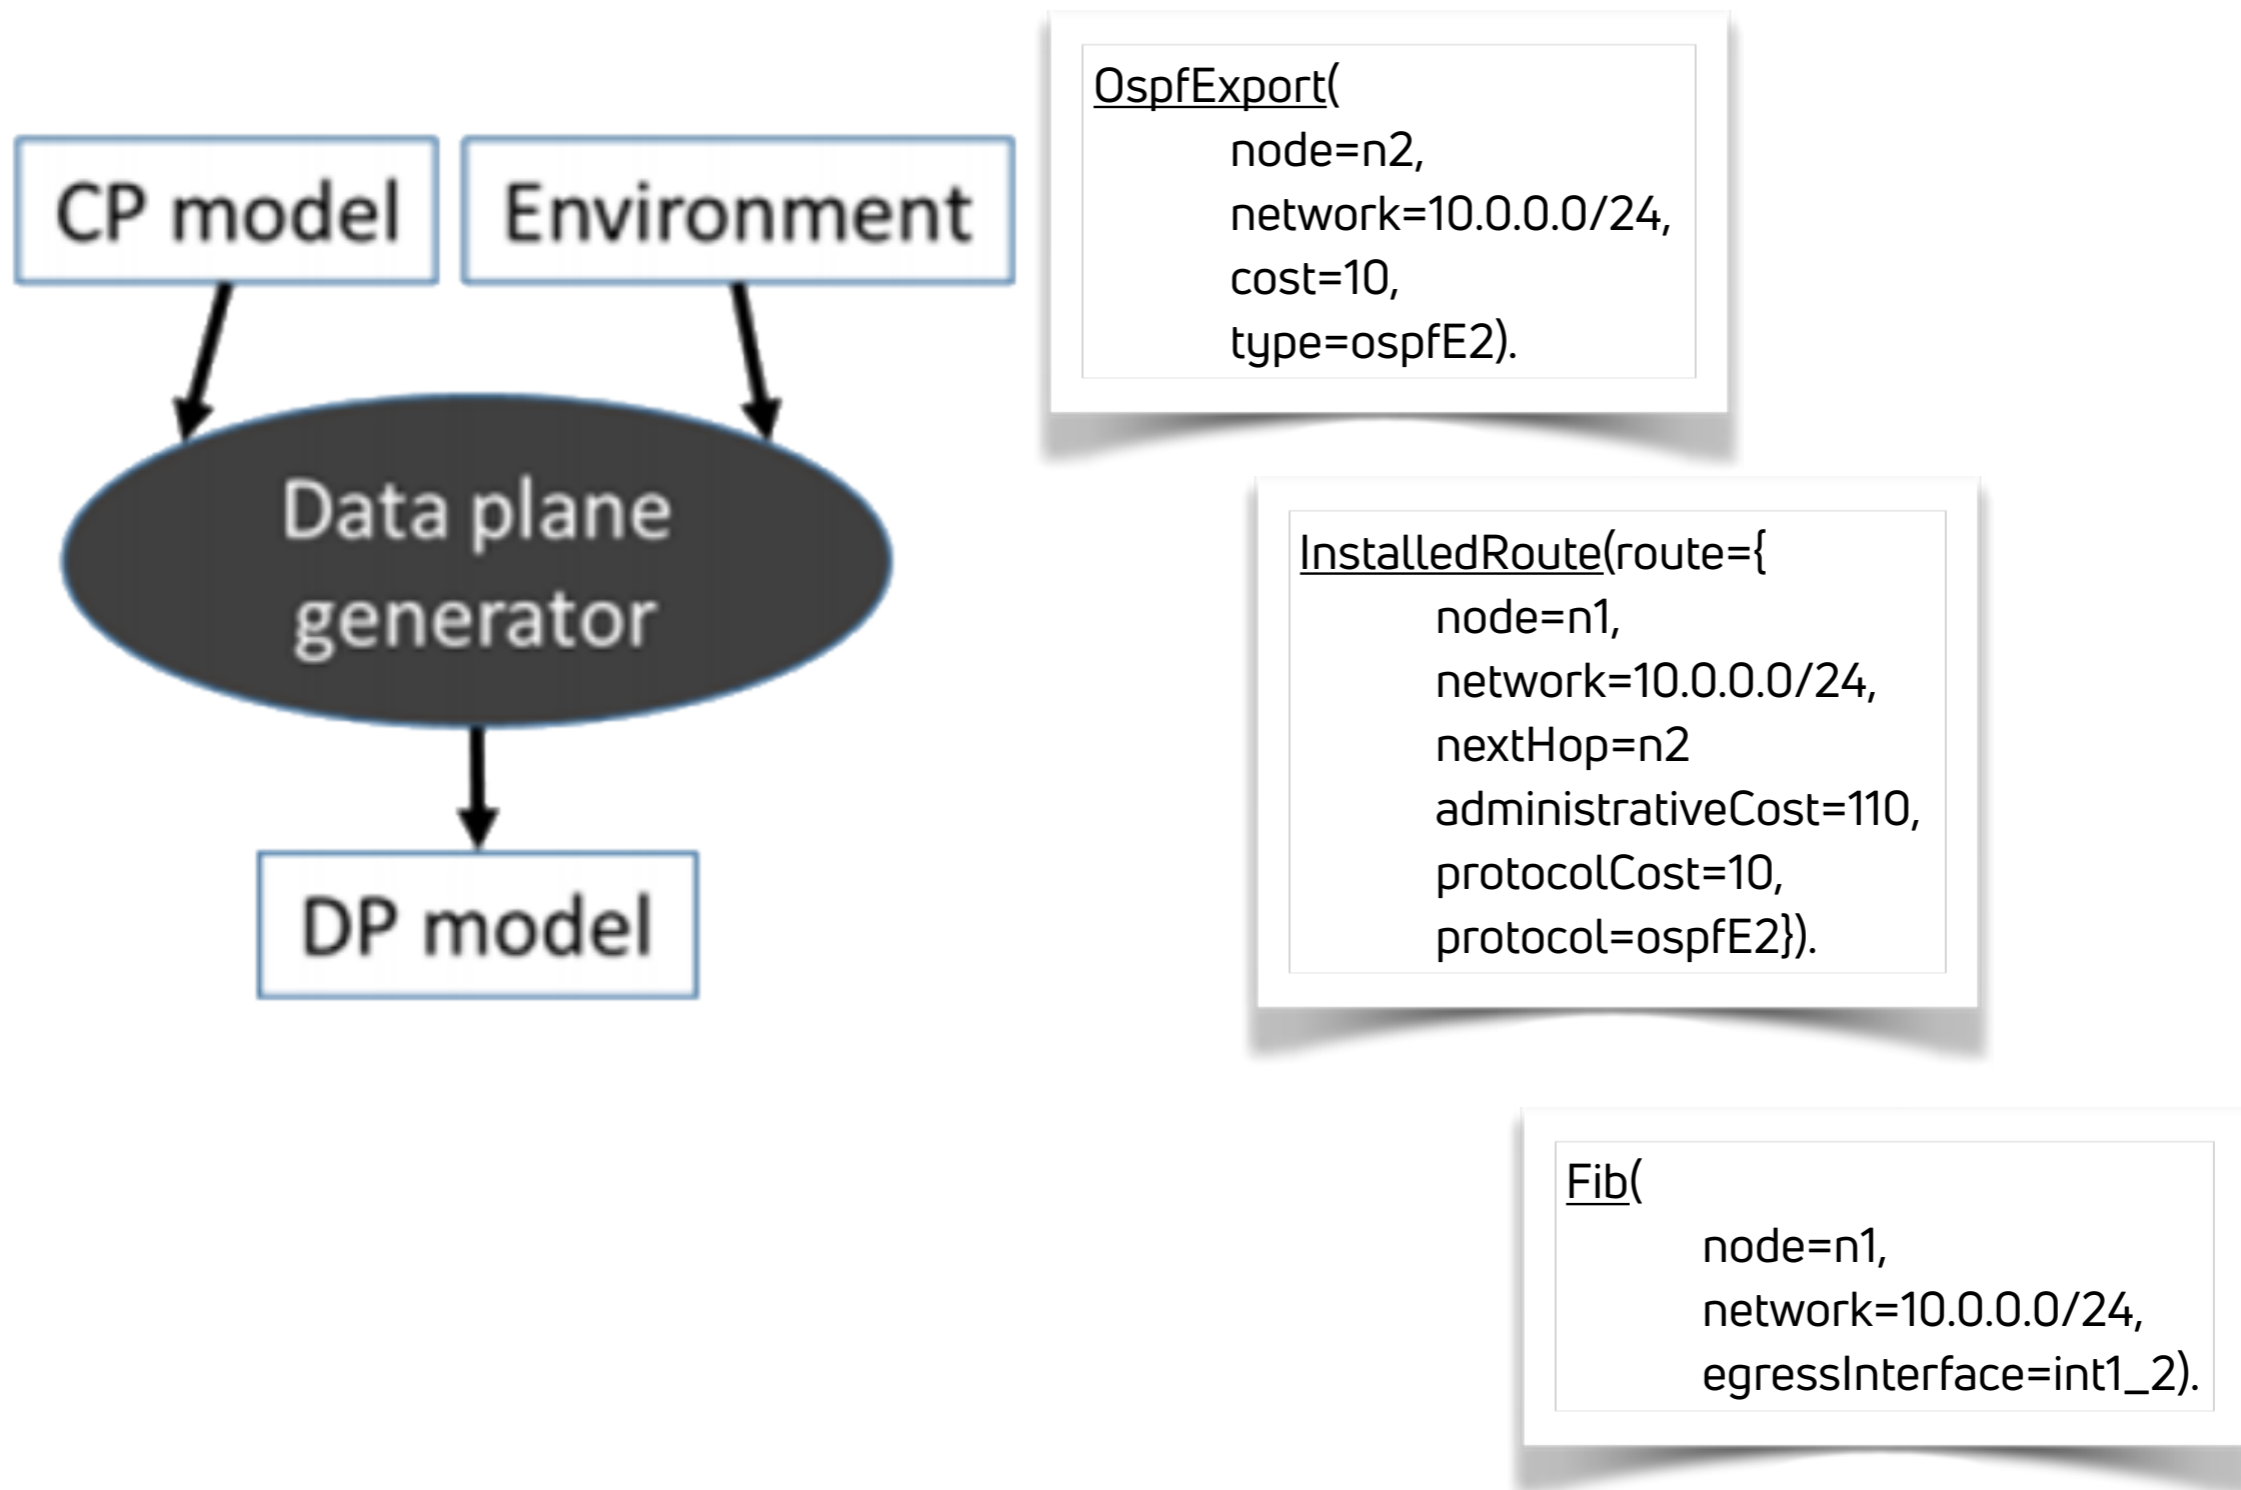 CP model
Environment
Data plane
generator
DP model
OspfExport(
node=n2,
network=10.0.0.0/24,
cost=10,
type=ospfE2).
InstalledRoute(route={
node=n1,
network=10.0.0.0/24,
nextHop=n2
administrativeCost=110,
protocolCost=10,
protocol=ospfE2}).
Fib(
node=n1,
network=10.0.0.0/24,
egressInterface=int1_2).